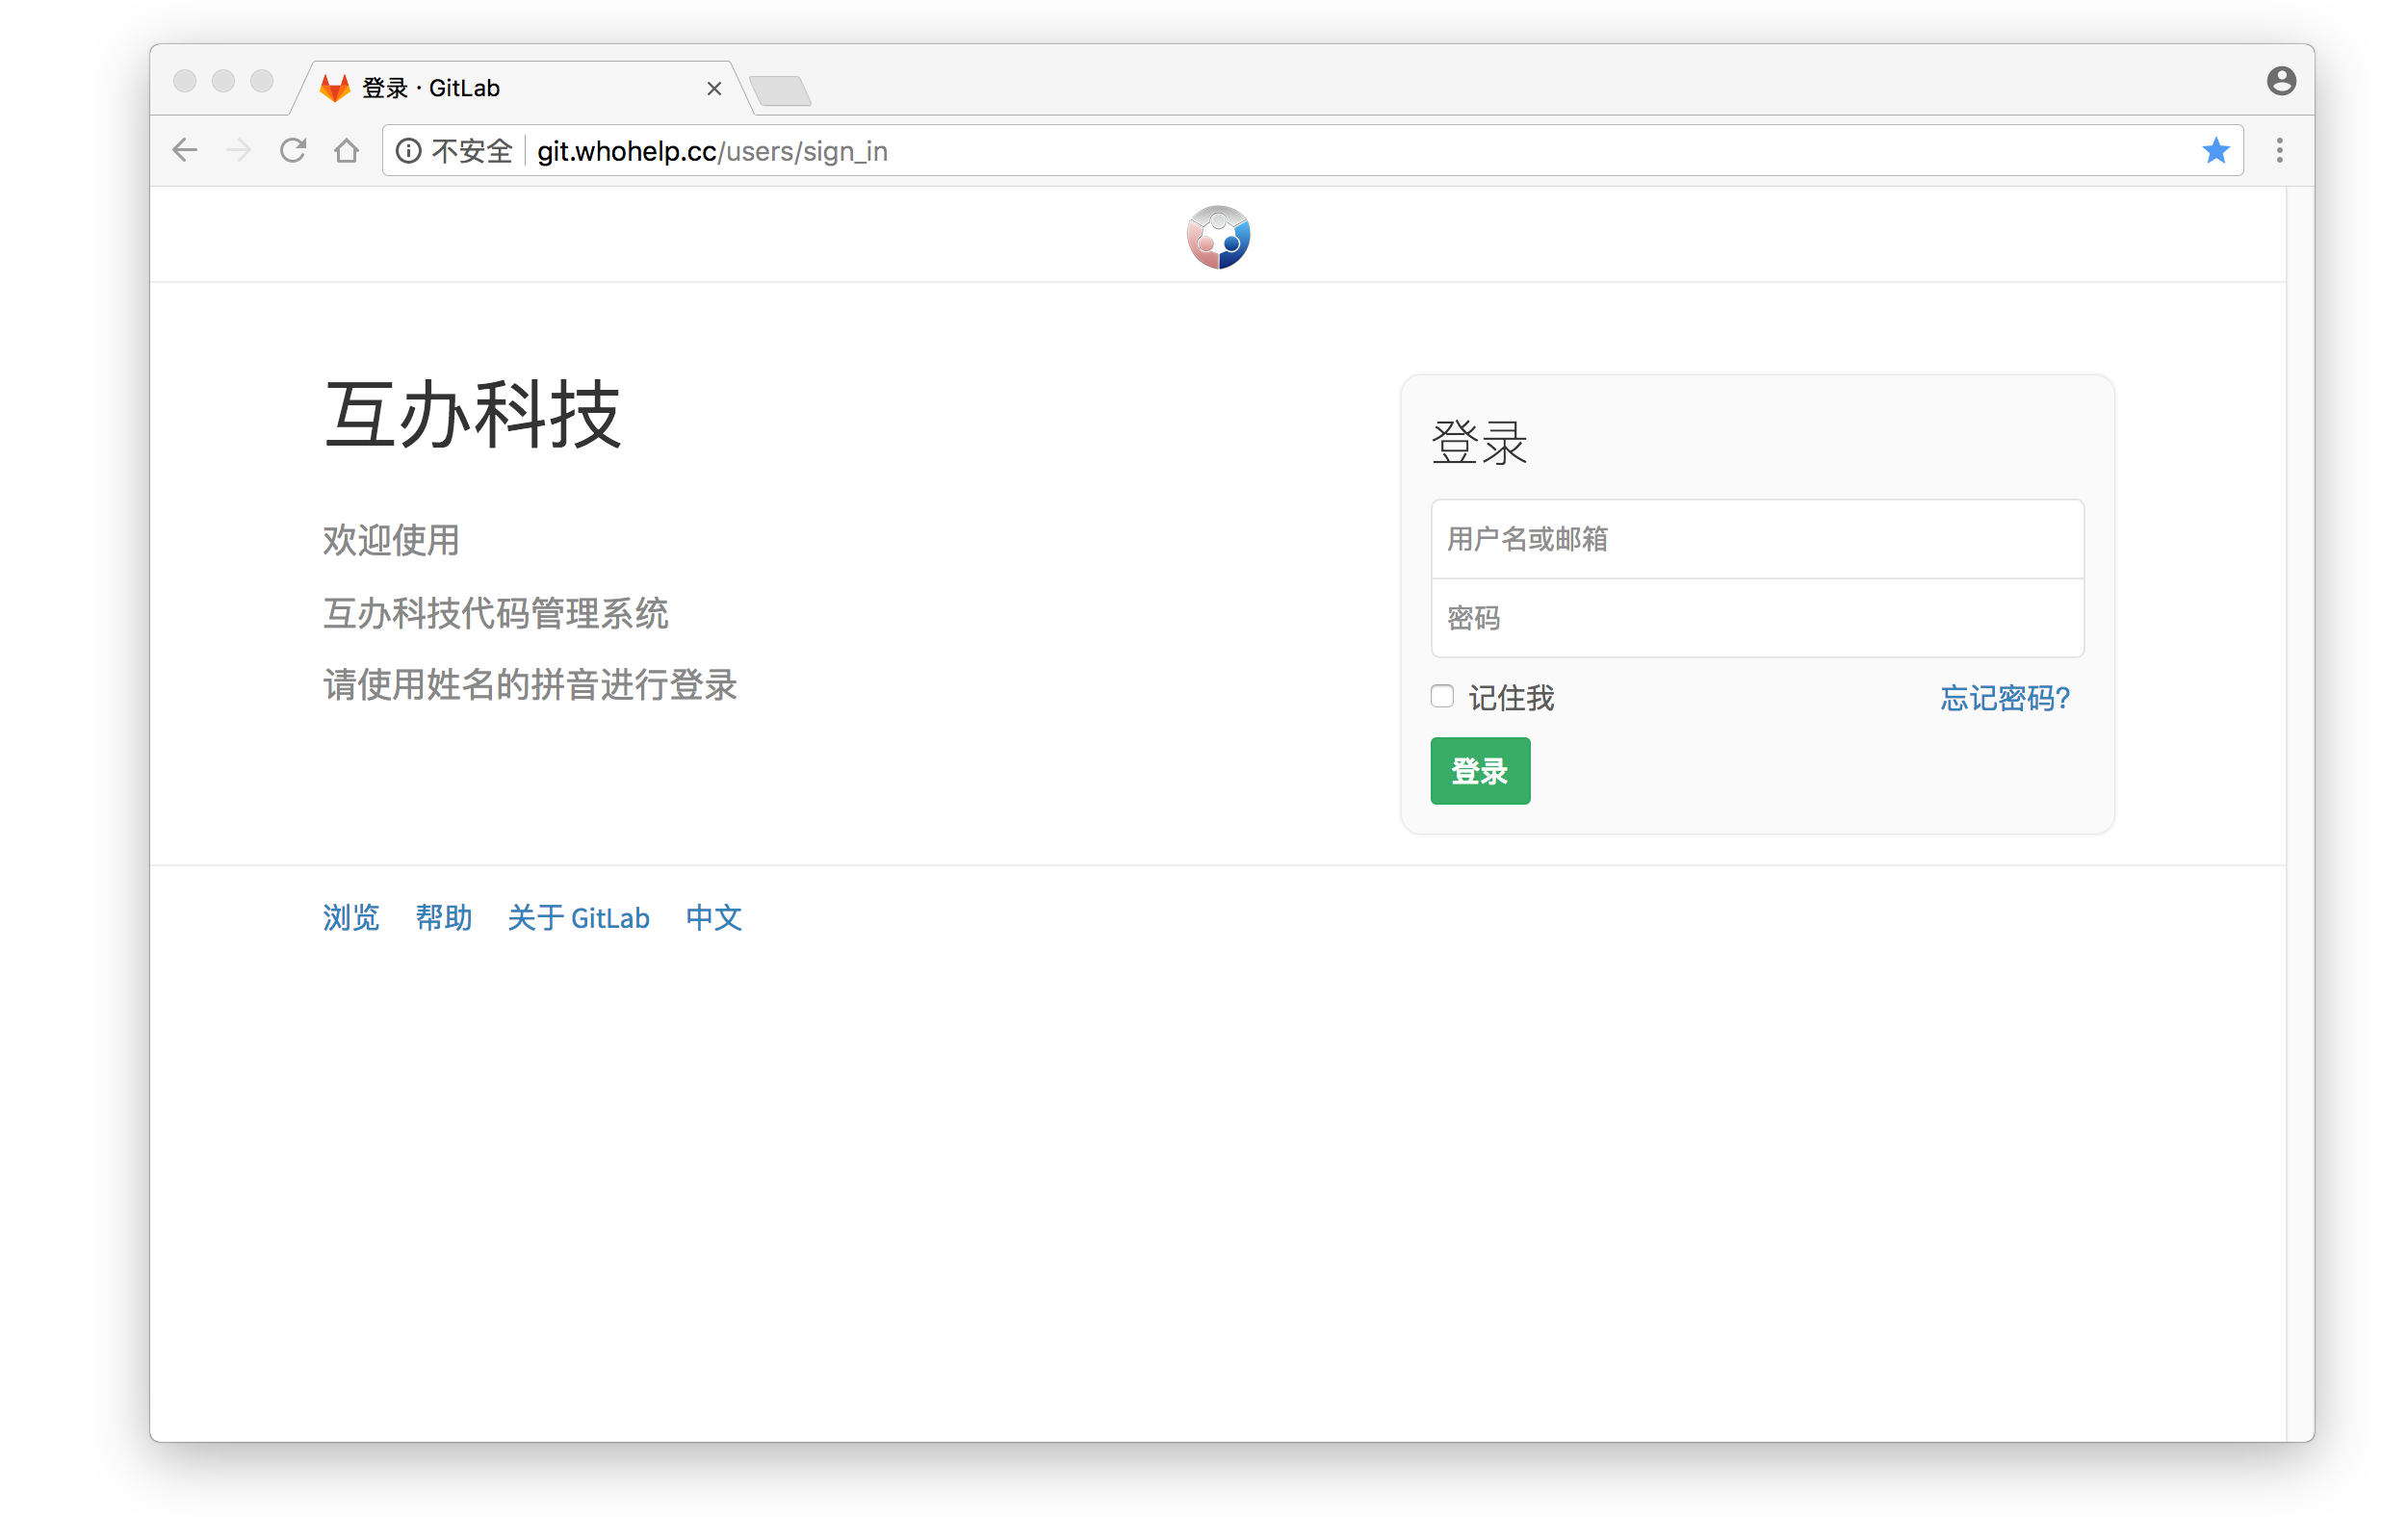 登录 · GitLab
不安全 git.whohelp.cc/users/sign_in
互办科技
欢迎使用
互办科技代码管理系统
请使用姓名的拼音进行登录
登录
用户名或邮箱
密码
记住我 忘记密码?
登录
浏览 帮助 关于 GitLab 中文